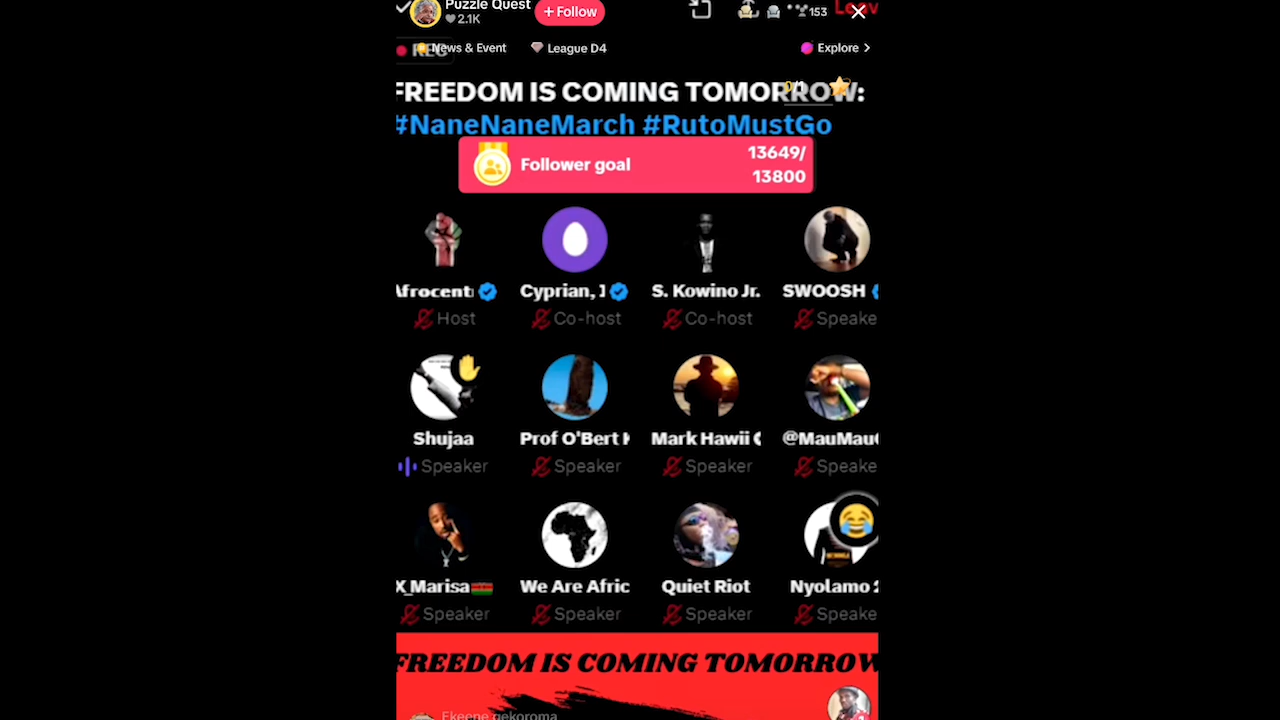 Puzzle Quest
2.1K
+ Follow
153
REC
News & Event
League D4
Explore >
FREEDOM IS COMING TOMORROW:
#NaneNaneMarch #RutoMustGo
Follower goal
13649/
13800
Afrocent
Cyprian,
S. Kowino Jr.
SWOOSH
Host
Co-host
Co-host
Speake
Shujaa
Prof O'Bert
Mark Hawii
@MauMau
Speaker
Speaker
Speaker
Speake
X_Marisa
We Are Afric
Quiet Riot
Nyolamo
Speaker
Speaker
Speaker
Speake
FREEDOM IS COMING TOMORROW
Ekeene gekoroma